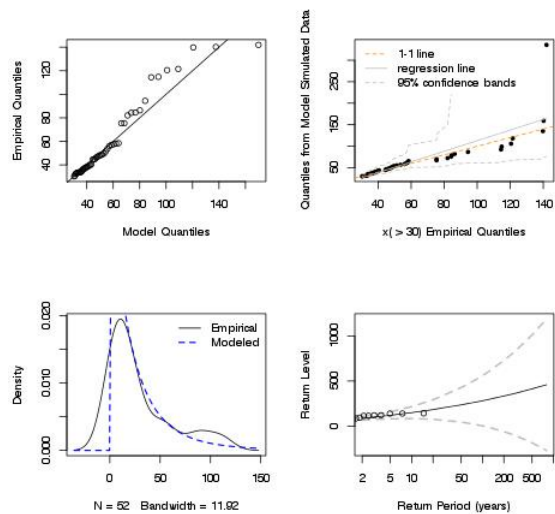 Empirical Quantiles
120
80
60
40
40
60
80
100
140
Model Quantiles
Quantiles from Model Simulated Data
250
150
50
1-1 line
regression line
95% confidence bands
40
60
80
100
120
140
x( > 30) Empirical Quantiles
Density
0.020
0.010
0.000
Empirical
Modeled
0
50
100
150
N = 52 Bandwidth = 11.92
Return Level
1000
500
0
2
5
10
50
200
500
Return Period (years)